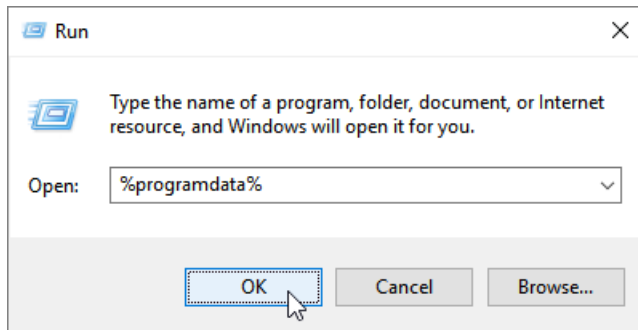 Run
Type the name of a program, folder, document, or Internet
resource, and Windows will open it for you.
Open: %programdata%
OK Cancel Browse...